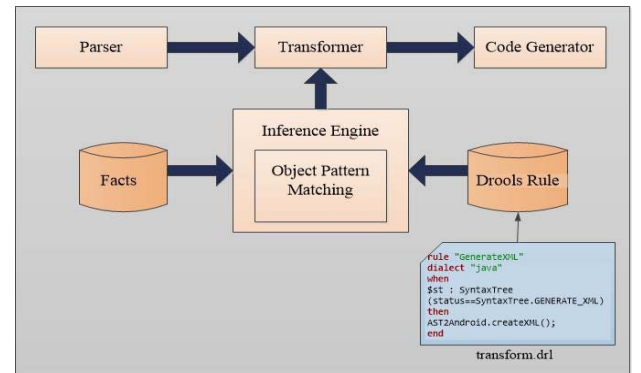 Parser
Transformer
Code Generator
Inference Engine
Object Pattern
Matching
Facts
Drools Rule
rule "GenerateXML"
dialect "java"
when
$st : SyntaxTree
(status==SyntaxTree.GENERATE_XML)
then
AST2Android.createXML();
end
transform.drl